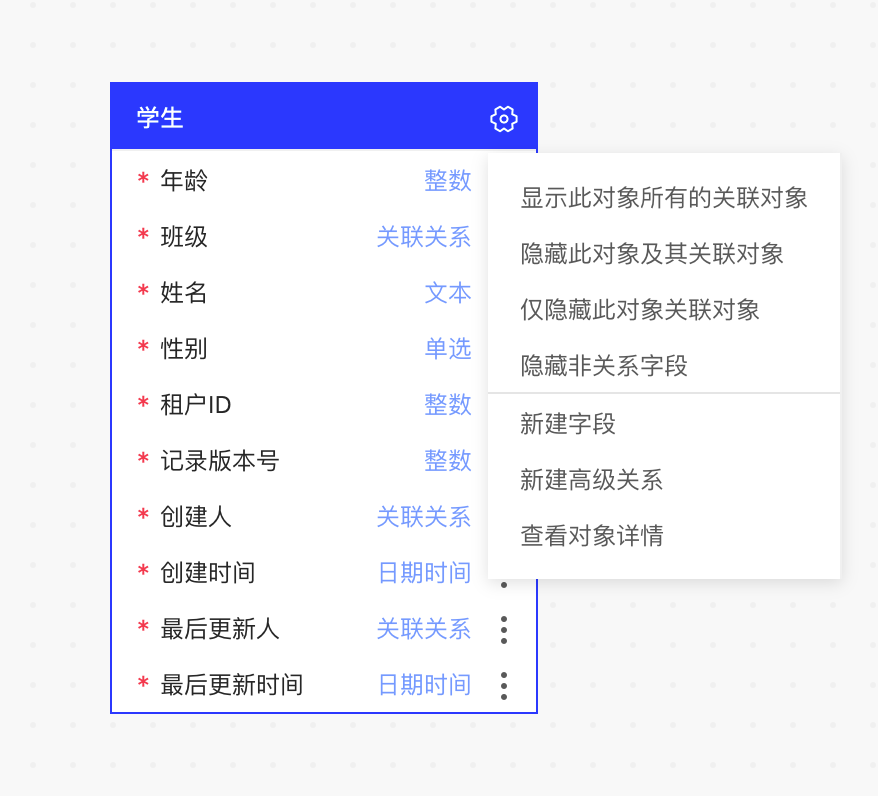 学生
* 年龄 整数
* 班级 关联关系
* 姓名 文本
* 性别 单选
* 租户ID 整数
* 记录版本号 整数
* 创建人 关联关系
* 创建时间 日期时间
* 最后更新人 关联关系
* 最后更新时间 日期时间
显示此对象所有的关联对象
隐藏此对象及其关联对象
仅隐藏此对象关联对象
隐藏非关系字段
新建字段
新建高级关系
查看对象详情